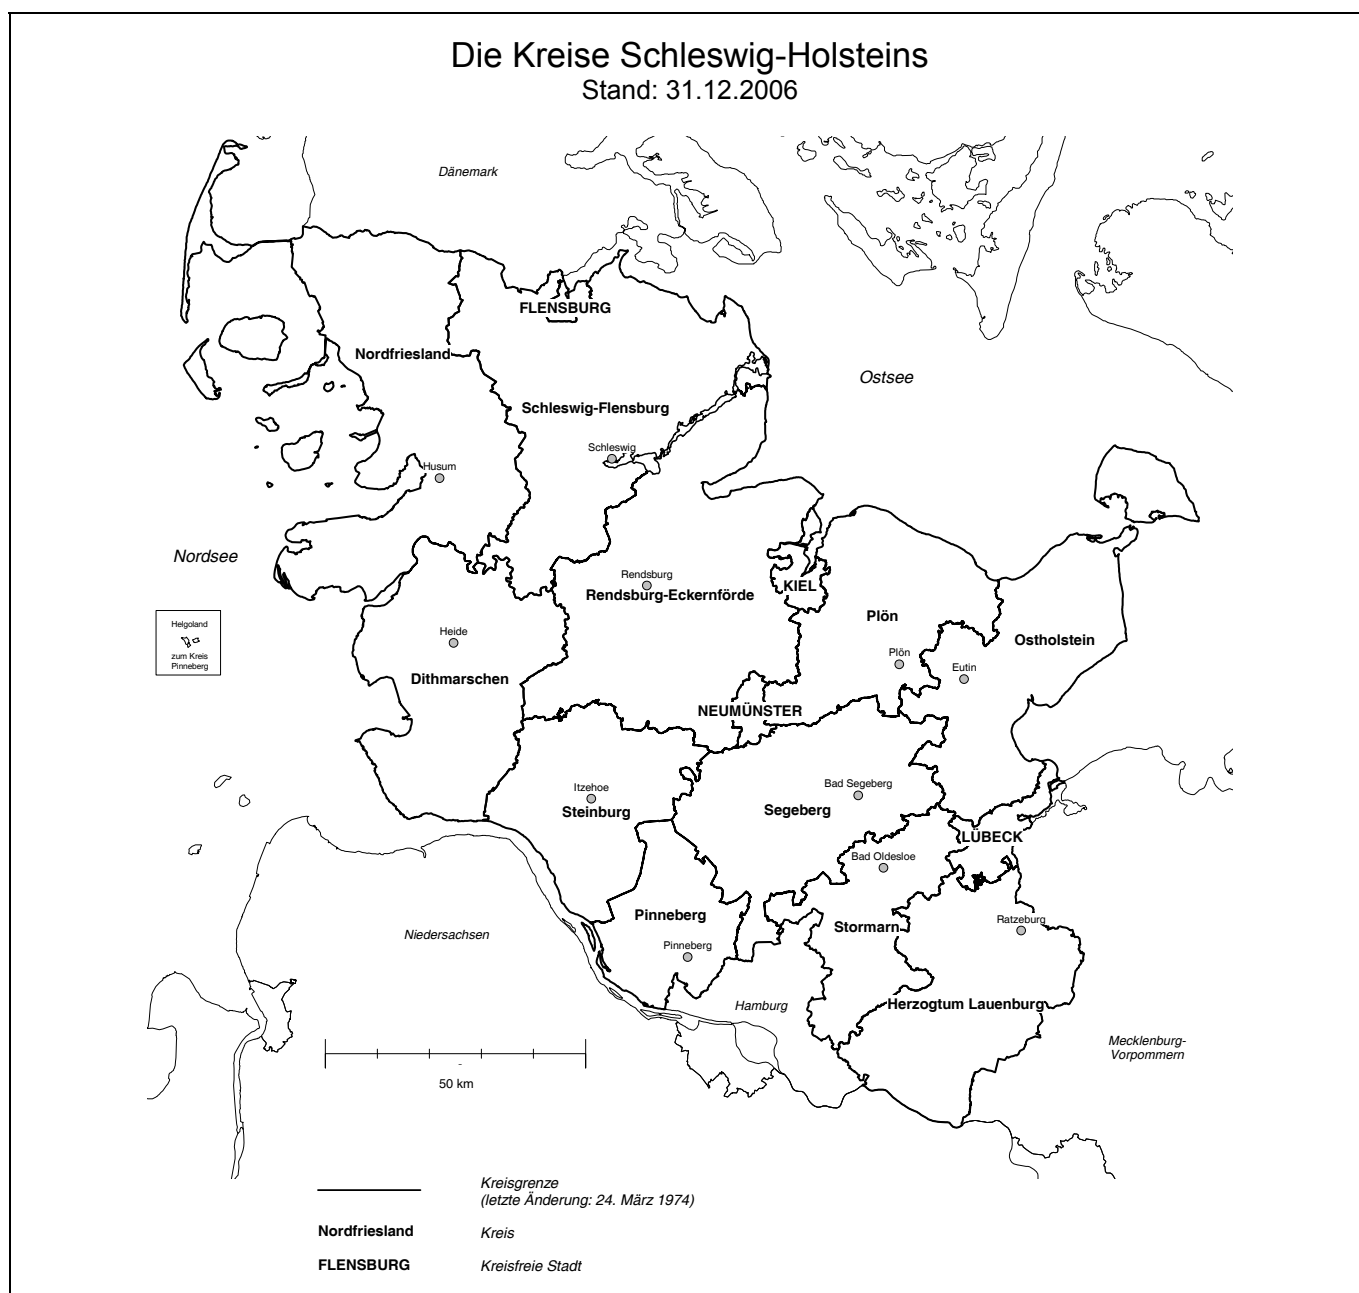 Die Kreise Schleswig-Holsteins
Stand: 31.12.2006
Dänemark
FLENSBURG
Nordfriesland
Ostsee
Schleswig-Flensburg
Schleswig
Husum
Nordsee
Rendsburg
Rendsburg-Eckernförde
KIEL
Plön
Helgoland
zum Kreis
Pinneberg
Heide
Ostholstein
Plön
Eutin
Dithmarschen
NEUMÜNSTER
Itzehoe
Steinburg
Bad Segeberg
Segeberg
LÜBECK
Bad Oldesloe
Pinneberg
Stormarn
Ratzeburg
Niedersachsen
Pinneberg
Hamburg
Herzogtum Lauenburg
Mecklenburg-
Vorpommern
50 km
Kreisgrenze
(letzte Änderung: 24. März 1974)
Nordfriesland Kreis
FLENSBURG Kreisfreie Stadt